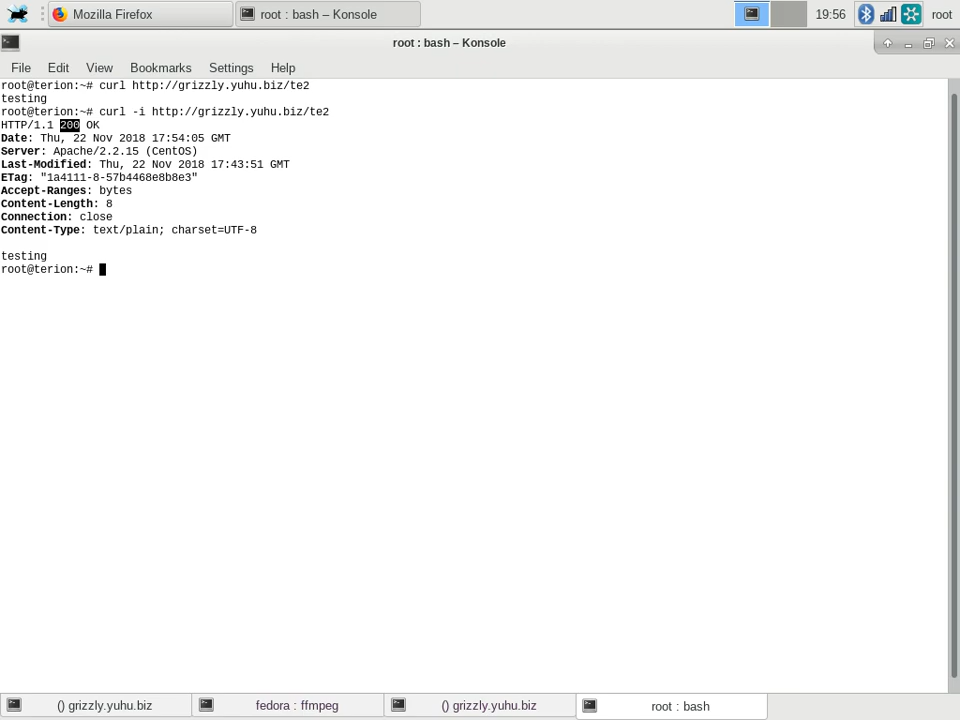 Mozilla Firefox
root : bash – Konsole
19:56
root
root : bash – Konsole
File Edit View Bookmarks Settings Help
root@terion:~# curl http://grizzly.yuhu.biz/te2
testing
root@terion:~# curl -i http://grizzly.yuhu.biz/te2
HTTP/1.1 200 OK
Date: Thu, 22 Nov 2018 17:54:05 GMT
Server: Apache/2.2.15 (CentOS)
Last-Modified: Thu, 22 Nov 2018 17:43:51 GMT
ETag: "1a4111-8-57b4468e8b8e3"
Accept-Ranges: bytes
Content-Length: 8
Connection: close
Content-Type: text/plain; charset=UTF-8
testing
root@terion:~#
() grizzly.yuhu.biz
fedora : ffmpeg
() grizzly.yuhu.biz
root : bash